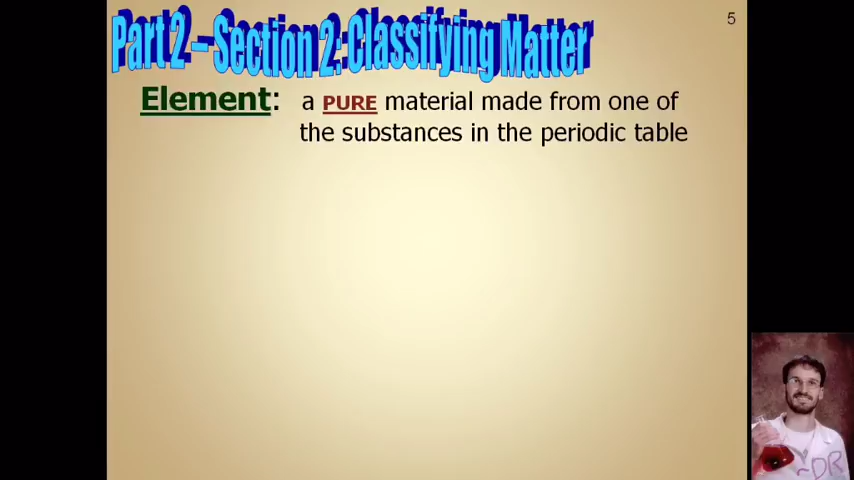 5
Part 2 – Section 2: Classifying Matter
Element: a PURE material made from one of
the substances in the periodic table
DR